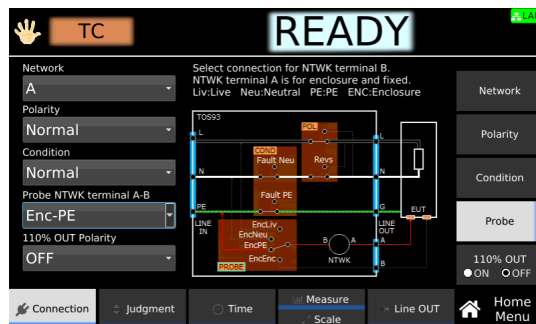 TC
READY
LAN
Network
A
Polarity
Normal
Condition
Normal
Probe NTWK terminal A-B
Enc-PE
110% OUT Polarity
OFF
Select connection for NTWK terminal B.
NTWK terminal A is for enclosure and fixed.
Liv:Live Neu:Neutral PE:PE ENC:Enclosure
TOS93
L
POL
L
COND
Fault Neu
Revs
N
N
Fault PE
PE
G
EUT
LINE
IN
EncLiv
EncNeu
EncPE
EncEnc
PROBE
B
A
NTWK
LINE
OUT
A
B
Network
Polarity
Condition
Probe
110% OUT
ON OFF
Connection
Judgment
Time
Measure
Scale
Line OUT
Home
Menu